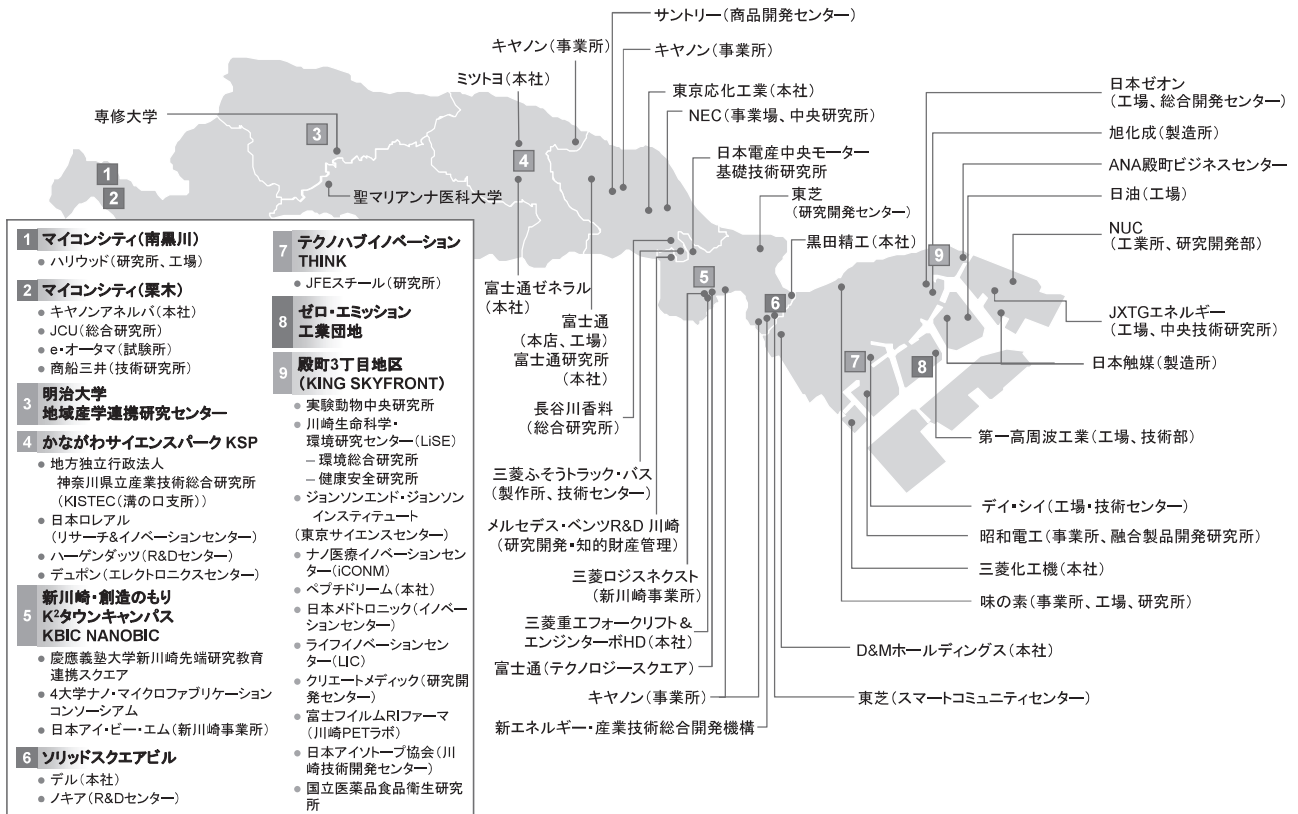 サントリー(商品開発センター)
キヤノン(事業所)
キヤノン(事業所)
ミツトヨ(本社)
東京応化工業(本社)
専修大学
NEC(事業場、中央研究所)
日本電産中央モーター
基礎技術研究所
聖マリアンナ医科大学
東芝
(研究開発センター)
黒田精工(本社)
日本ゼオン
(工場、総合開発センター)
旭化成(製造所)
ANA殿町ビジネスセンター
日油(工場)
NUC
(工業所、研究開発部)
JXTGエネルギー
(工場、中央技術研究所)
日本触媒(製造所)
第一高周波工業(工場、技術部)
デイ・シイ(工場・技術センター)
昭和電工(事業所、融合製品開発研究所)
三菱化工機(本社)
味の素(事業所、工場、研究所)
D&Mホールディングス(本社)
東芝(スマートコミュニティセンター)
富士通ゼネラル
(本社)
富士通
(本店、工場)
富士通研究所
(本社)
長谷川香料
(総合研究所)
三菱ふそうトラック・バス
(製作所、技術センター)
メルセデス・ベンツR&D 川崎
(研究開発・知的財産管理)
三菱ロジスネクスト
(新川崎事業所)
三菱重工フォークリフト&
エンジンターボHD(本社)
富士通(テクノロジースクエア)
キヤノン(事業所)
新エネルギー・産業技術総合開発機構
1
2
3
4
5
6
7
8
9
1 マイコンシティ(南黒川)
● ハリウッド(研究所、工場)
2 マイコンシティ(栗木)
● キヤノンアネルバ(本社)
● JCU(総合研究所)
● e・オータマ(試験所)
● 商船三井(技術研究所)
3 明治大学
地域産学連携研究センター
4 かながわサイエンスパーク KSP
● 地方独立行政法人
神奈川県立産業技術総合研究所
(KISTEC(溝の口支所))
● 日本ロレアル
(リサーチ&イノベーションセンター)
● ハーゲンダッツ(R&Dセンター)
● デュポン(エレクトロニクスセンター)
5 新川崎・創造のもり
K²タウンキャンパス
KBIC NANOBIC
● 慶應義塾大学新川崎先端研究教育
連携スクエア
● 4大学ナノ・マイクロファブリケーション
コンソーシアム
● 日本アイ・ビー・エム(新川崎事業所)
6 ソリッドスクエアビル
● デル(本社)
● ノキア(R&Dセンター)
7 テクノハブイノベーション
THINK
● JFEスチール(研究所)
8 ゼロ・エミッション
工業団地
9 殿町3丁目地区
(KING SKYFRONT)
● 実験動物中央研究所
● 川崎生命科学・
環境研究センター(LiSE)
– 環境総合研究所
– 健康安全研究所
● ジョンソンエンド・ジョンソン
インスティテュート
(東京サイエンスセンター)
● ナノ医療イノベーションセン
ター(iCONM)
● ペプチドリーム(本社)
● 日本メドトロニック(イノベー
ションセンター)
● ライフイノベーションセン
ター(LIC)
● クリエートメディック(研究開
発センター)
● 富士フイルムRIファーマ
(川崎PETラボ)
● 日本アイソトープ協会(川
崎技術開発センター)
● 国立医薬品食品衛生研究
所